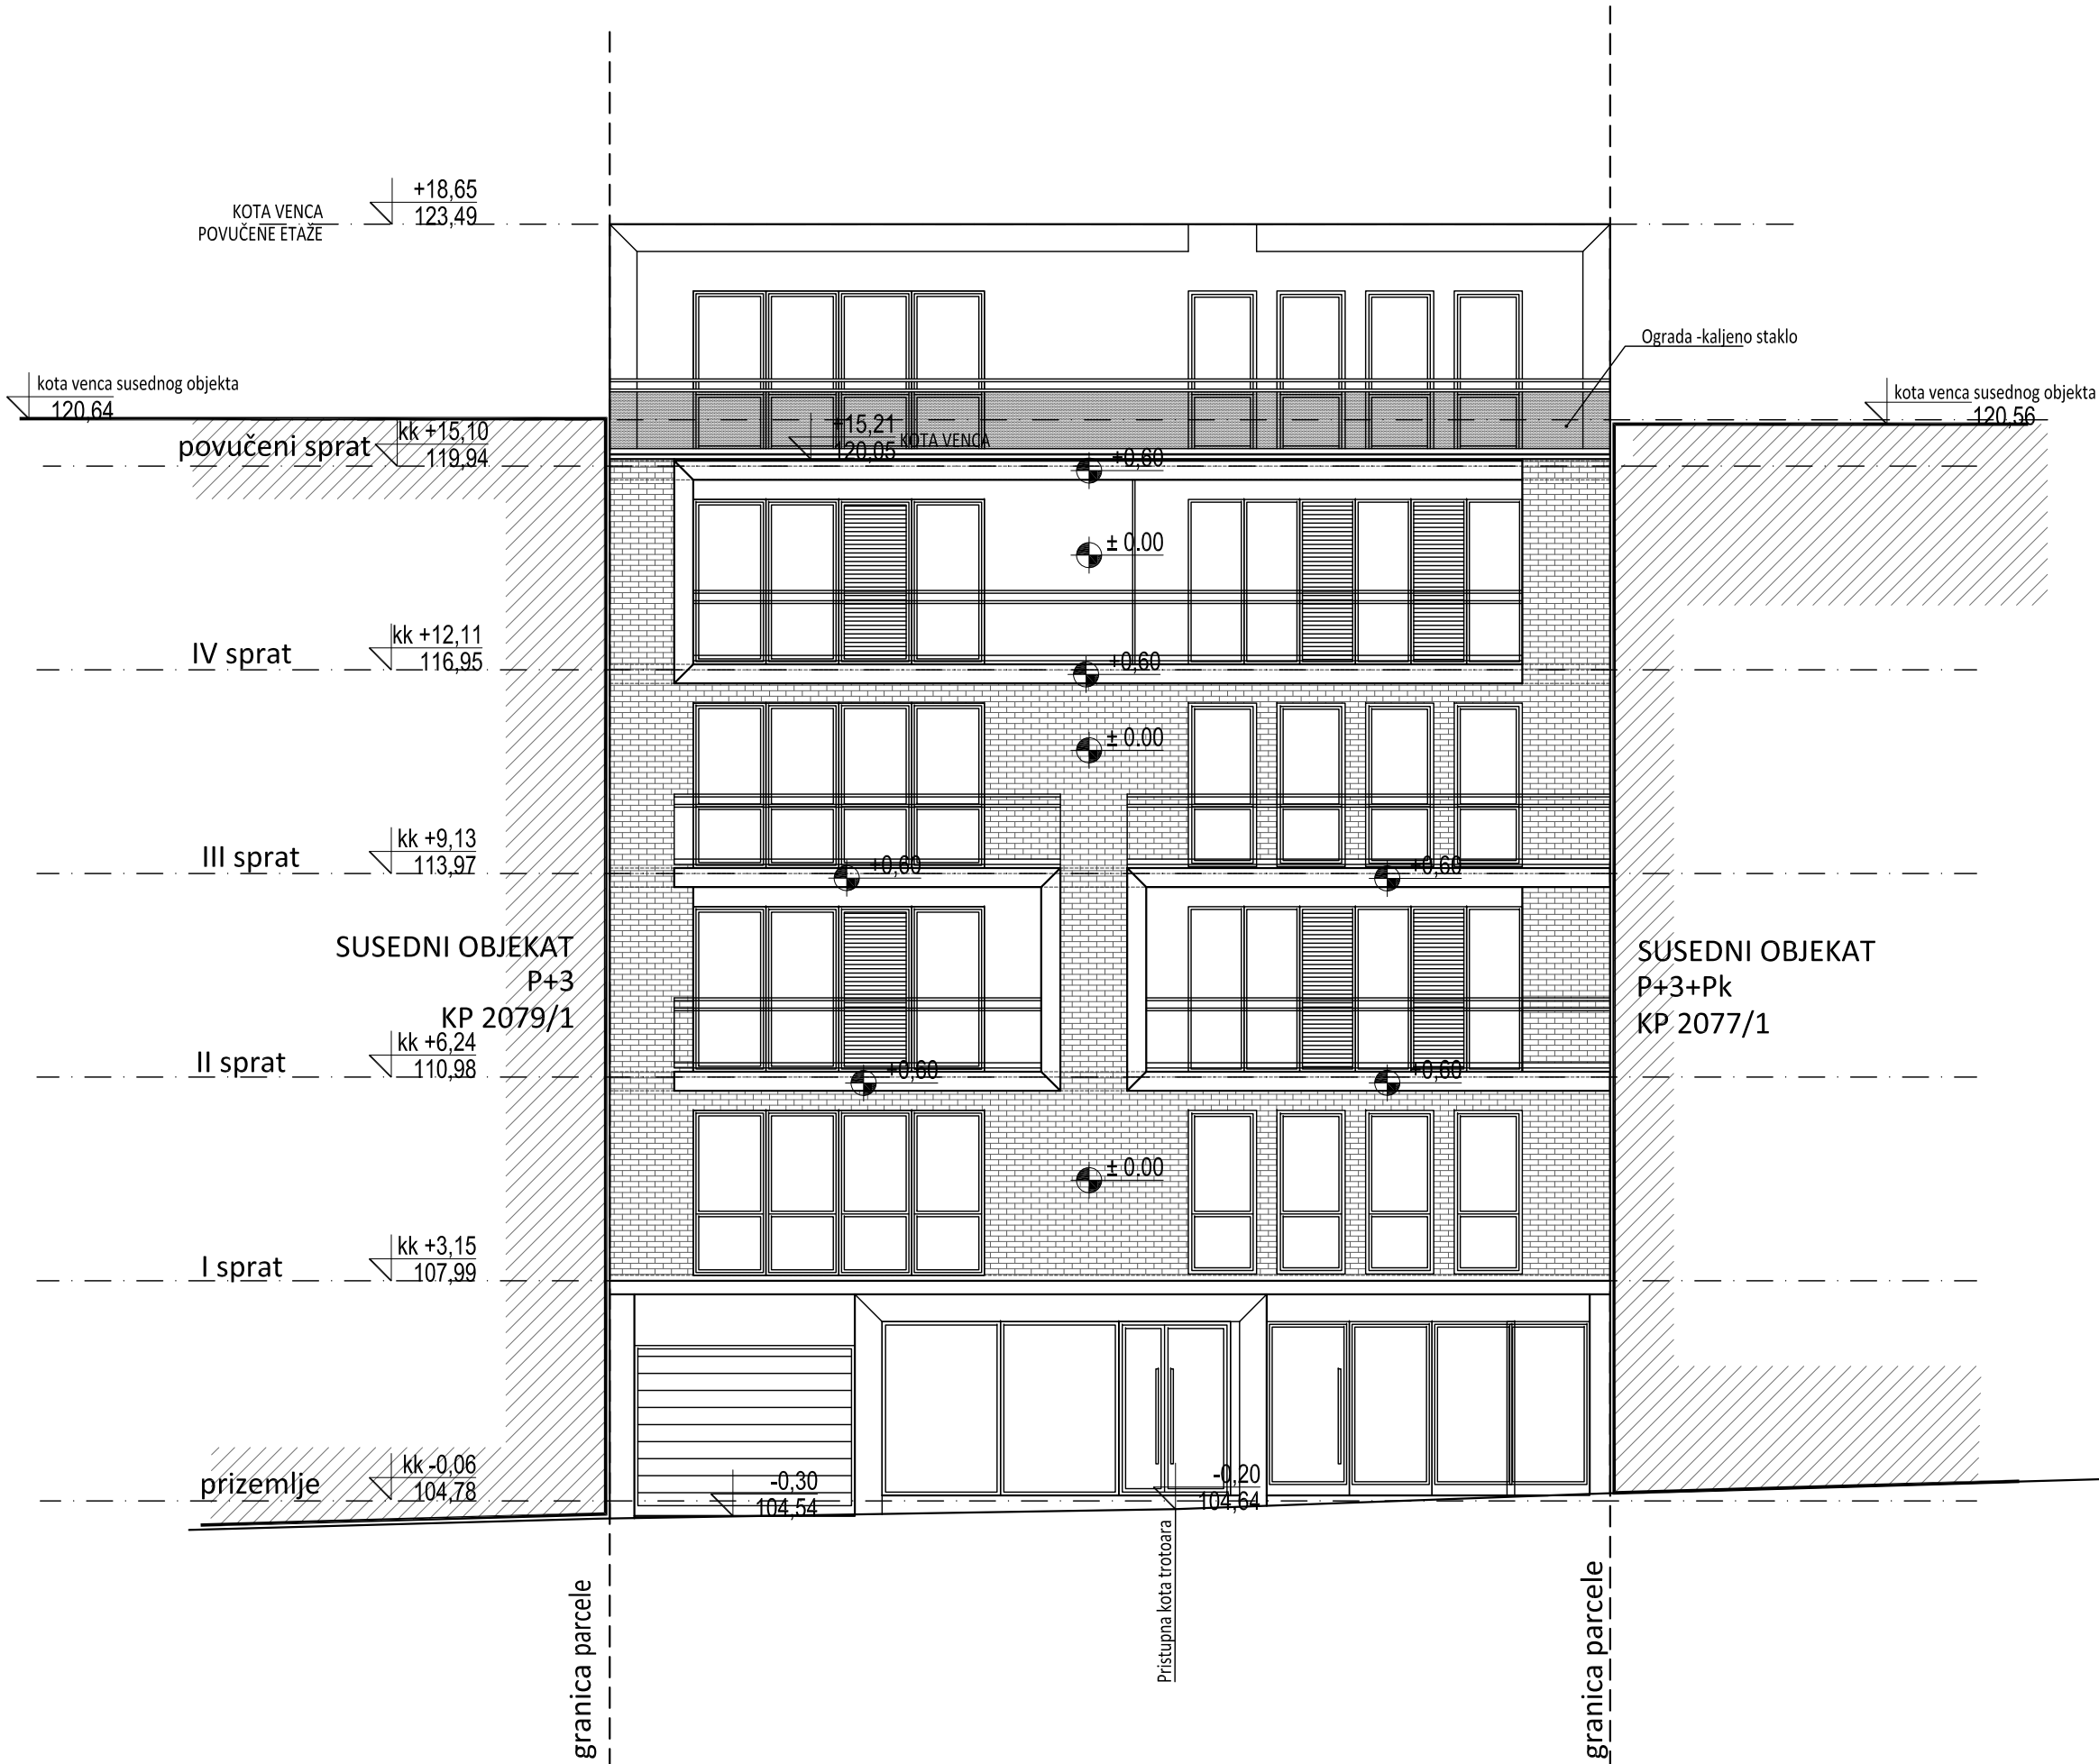 +18,65
KOTA VENCA
123,49
POVUČENE ETAŽE
Ograda -kaljeno staklo
kota venca susednog objekta
120,64
kota venca susednog objekta
120,56
povučeni sprat
kk +15,10
119,94
+15,21
120,05
KOTA VENCA
+0,60
± 0.00
IV sprat
kk +12,11
116,95
+0,60
± 0.00
III sprat
kk +9,13
113,97
+0,60
+0,60
SUSEDNI OBJEKAT
P+3
KP 2079/1
SUSEDNI OBJEKAT
P+3+Pk
KP 2077/1
II sprat
kk +6,24
110,98
+0,60
+0,60
± 0.00
I sprat
kk +3,15
107,99
prizemlje
kk -0,06
104,78
-0,30
104,54
-0,20
104,64
Pristupna kota trotoara
granica parcele
granica parcele